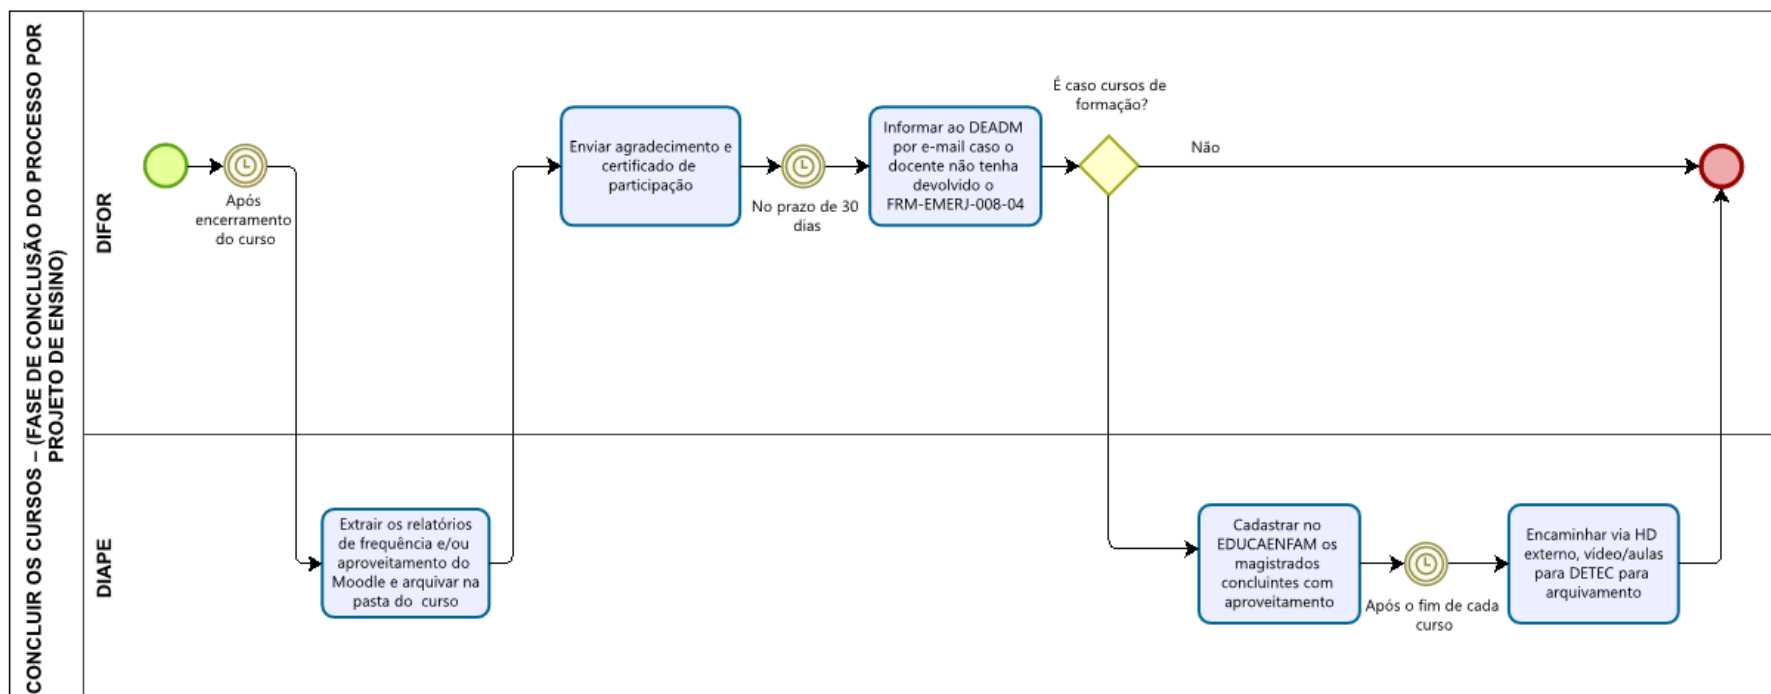 CONCLUIR OS CURSOS – (FASE DE CONCLUSÃO DO PROCESSO POR
PROJETO DE ENSINO)
DIFOR
Após
encerramento
do curso
Enviar agradecimento e
certificado de
participação
No prazo de 30
dias
Informar ao DEADM
por e-mail caso o
docente não tenha
devolvido o
FRM-EMERJ-008-04
É caso cursos de
formação?
Não
DIAPE
Extrair os relatórios
de frequência e/ou
aproveitamento do
Moodle e arquivar na
pasta do curso
Cadastrar no
EDUCAENFAM os
magistrados
concluintes com
aproveitamento
Após o fim de cada
curso
Encaminhar via HD
externo, vídeo/aulas
para DETEC para
arquivamento